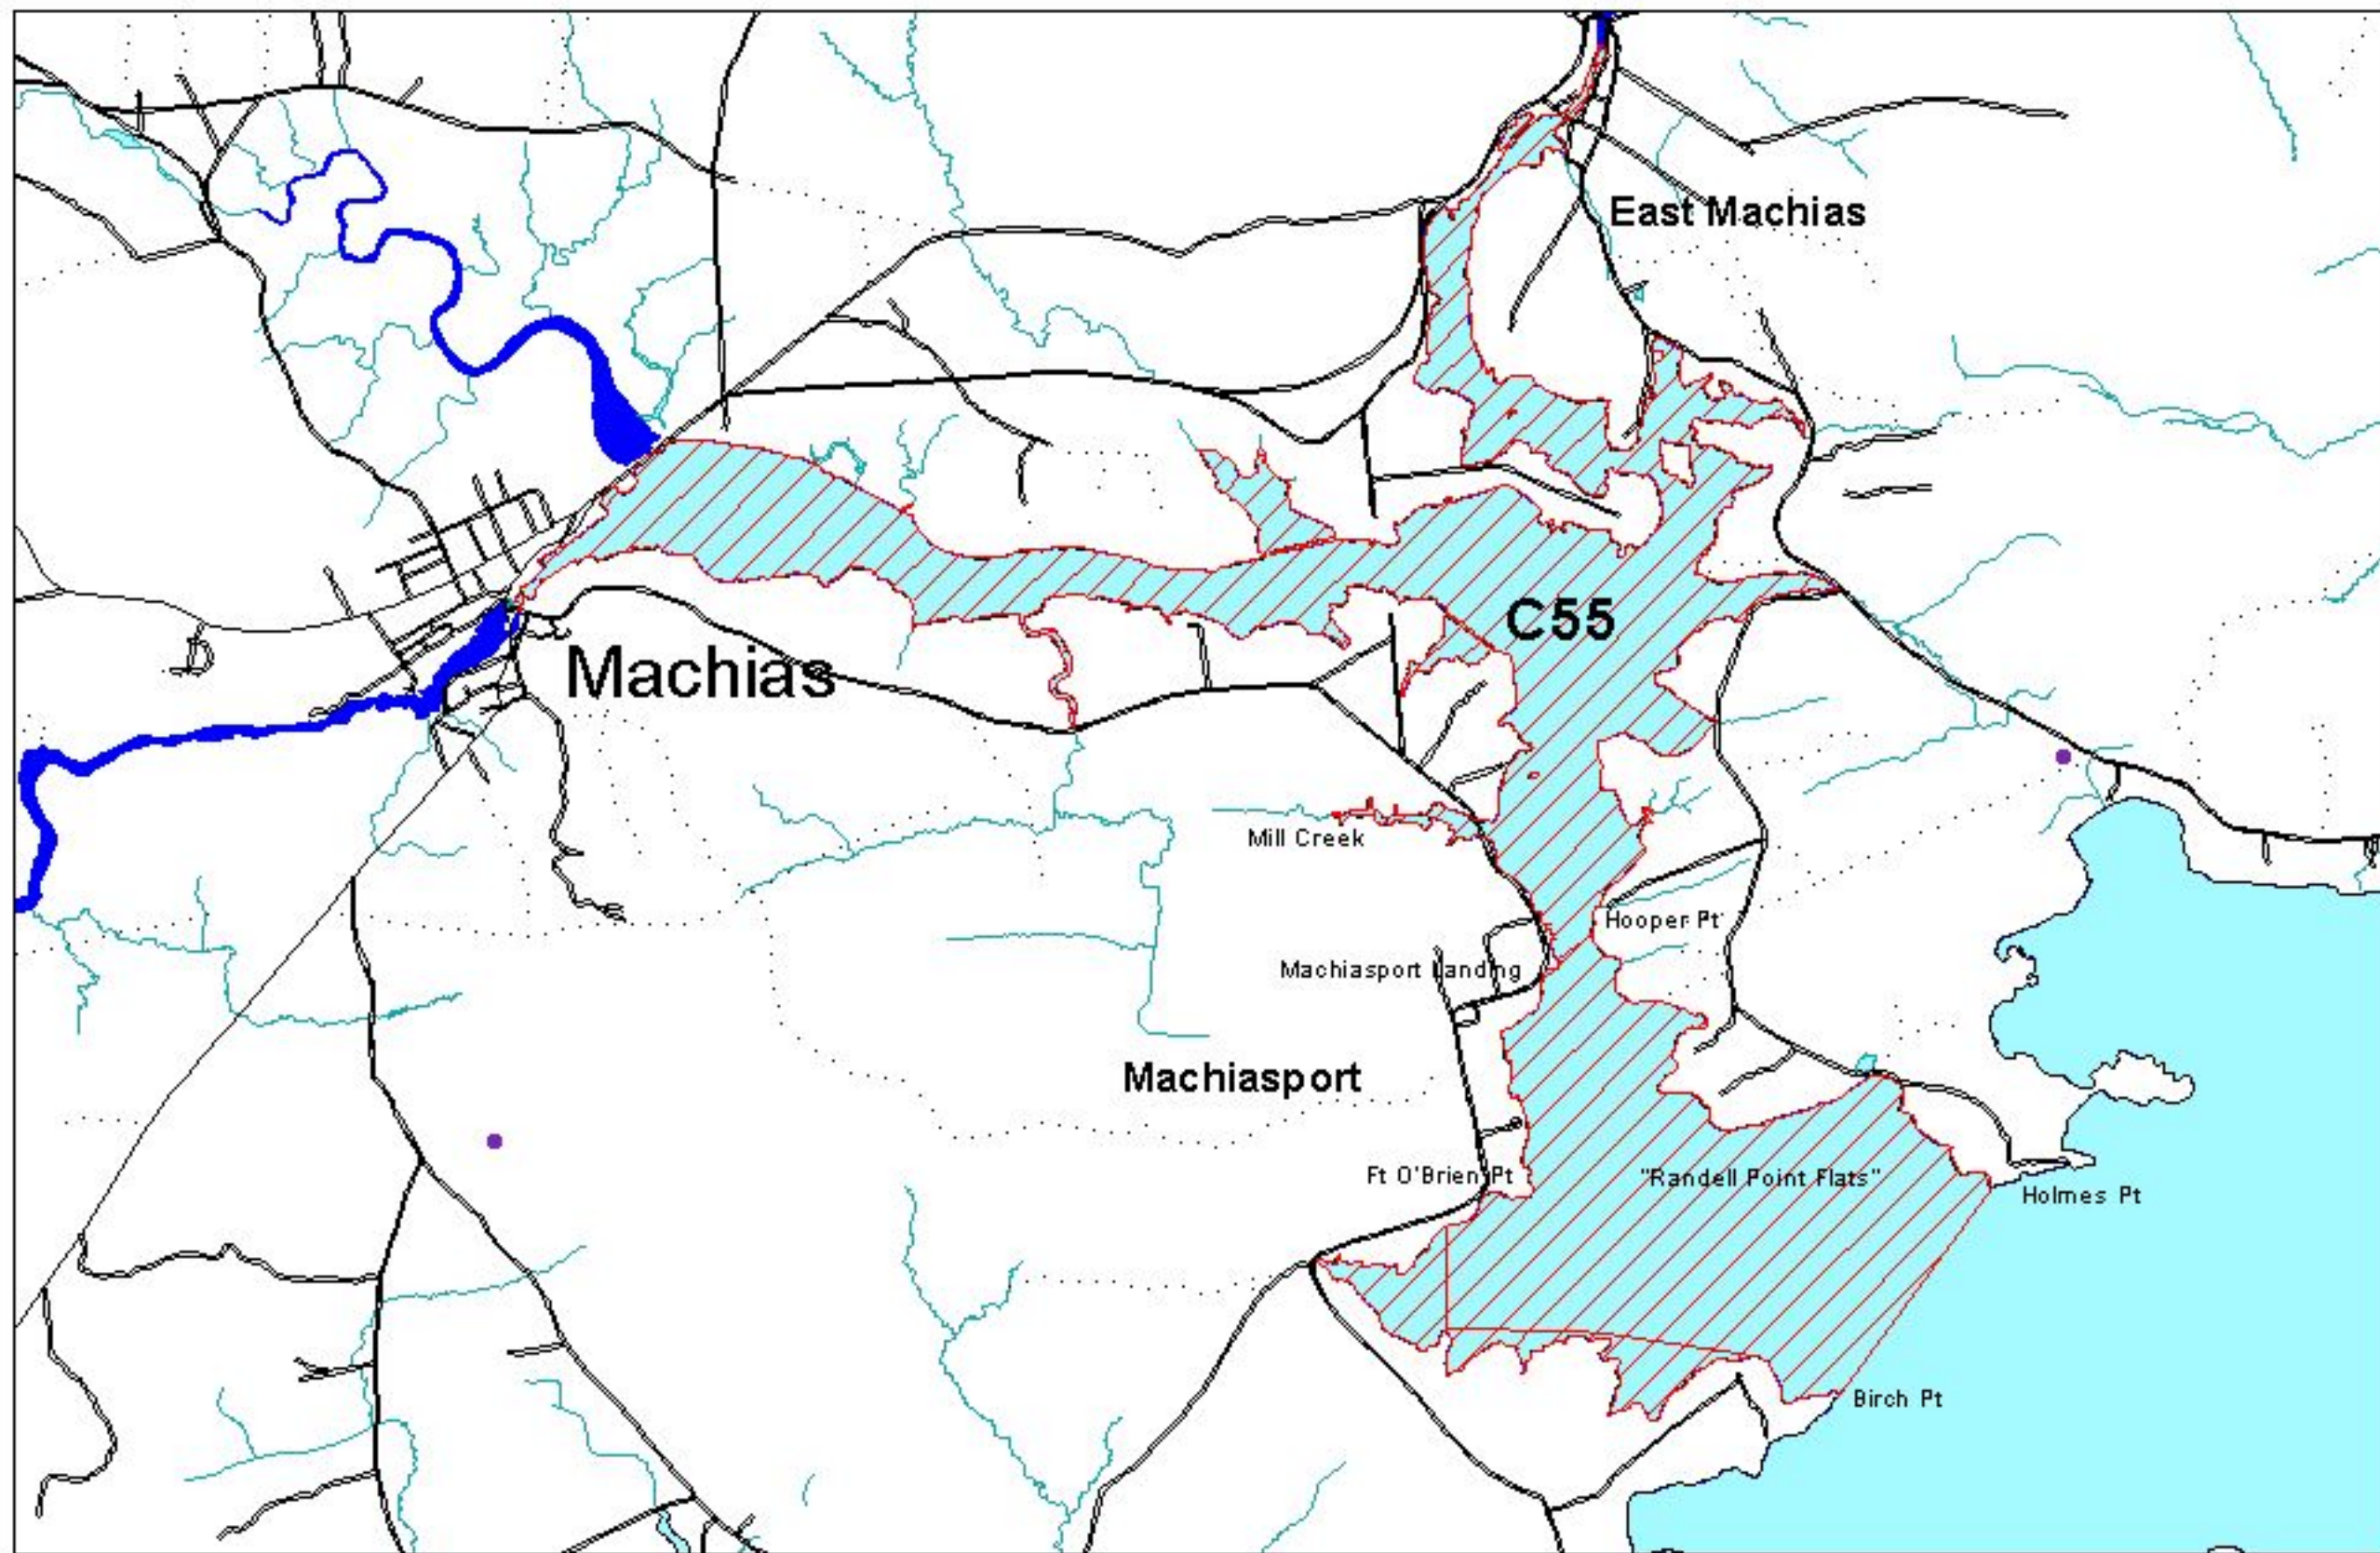 East Machias
C55
Machias
Mill Creek
Hooper Pt
Machiasport Landing
Machiasport
Ft O'Brien Pt
"Randell Point Flats"
Holmes Pt
Birch Pt